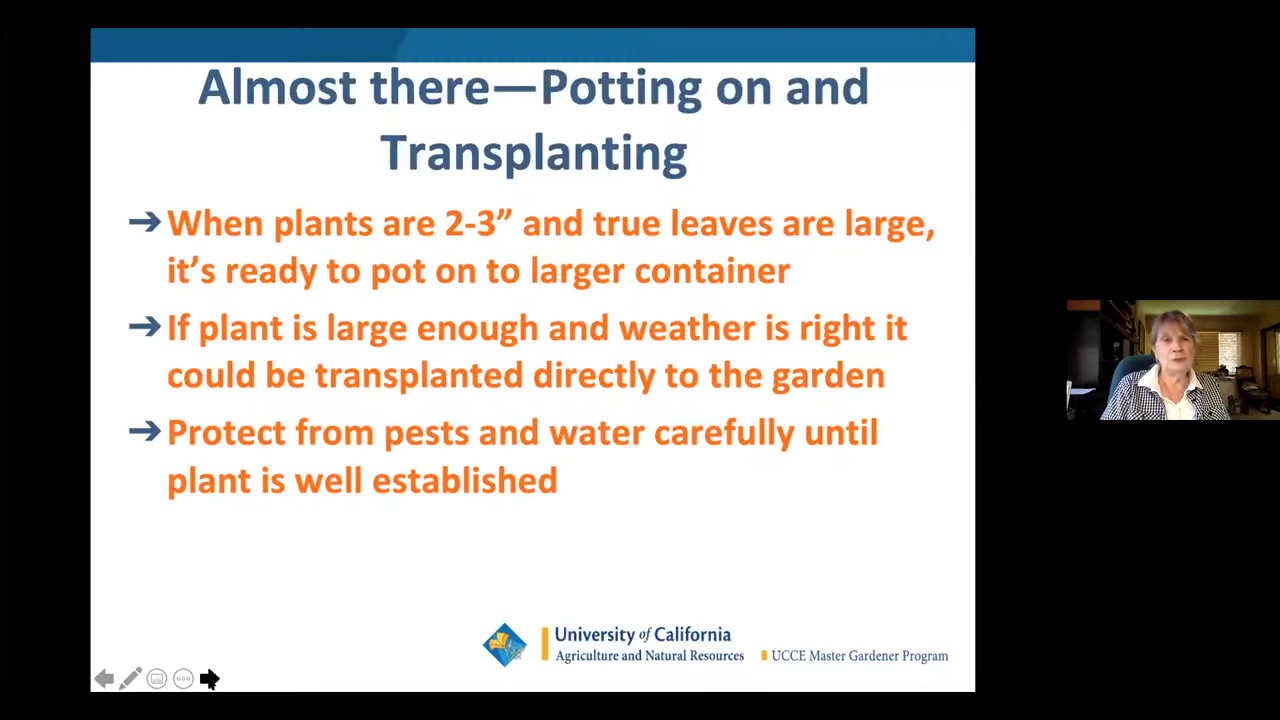 Almost there—Potting on and
Transplanting
➔When plants are 2-3” and true leaves are large,
it’s ready to pot on to larger container
➔If plant is large enough and weather is right it
could be transplanted directly to the garden
➔Protect from pests and water carefully until
plant is well established
University of California
Agriculture and Natural Resources
UCCE Master Gardener Program